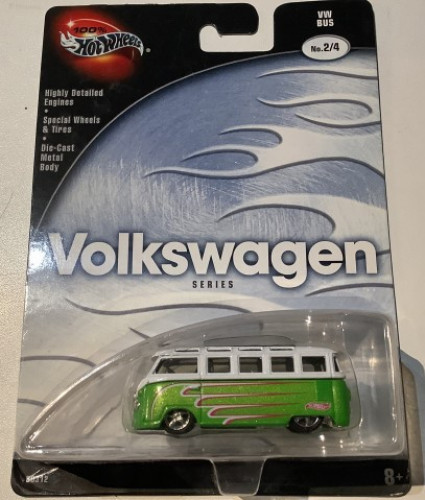 100%
Hot Wheels
VW
BUS
No.2/4
Highly Detailed
Engines
•
Special Wheels
& Tires
•
Die-Cast
Metal
Body
Volkswagen
SERIES
8+